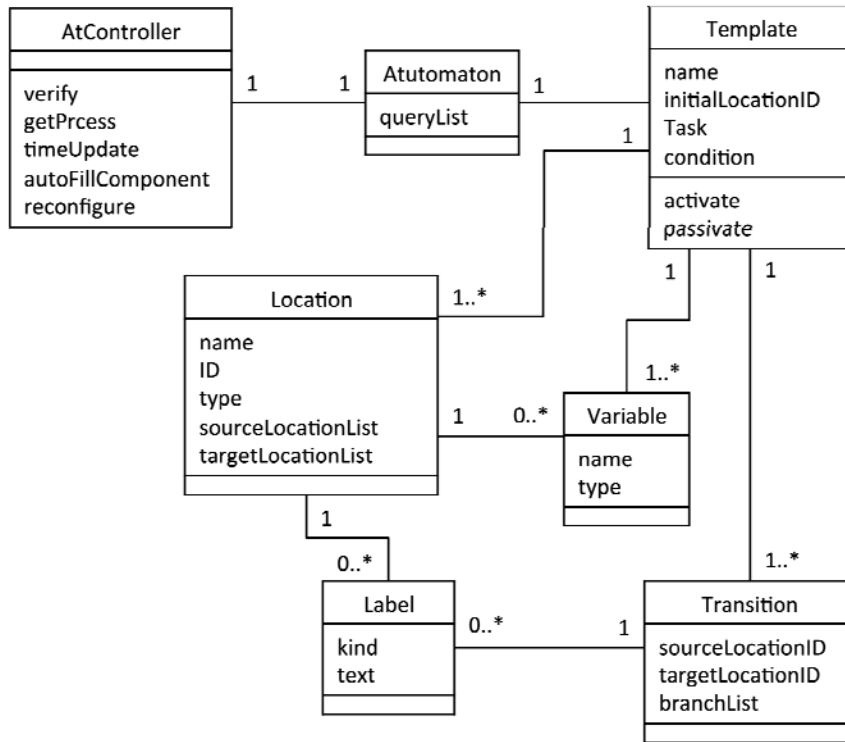 AtController
verify
getPrcess
timeUpdate
autoFillComponent
reconfigure
1
1
Atutomaton
queryList
1
Template
name
initialLocationID
Task
condition
activate
passivate
1
1
1
Location
name
ID
type
sourceLocationList
targetLocationList
1..*
1
0..*
1..*
Variable
name
type
1
0..*
1..*
Label
kind
text
0..*
1
Transition
sourceLocationID
targetLocationID
branchList